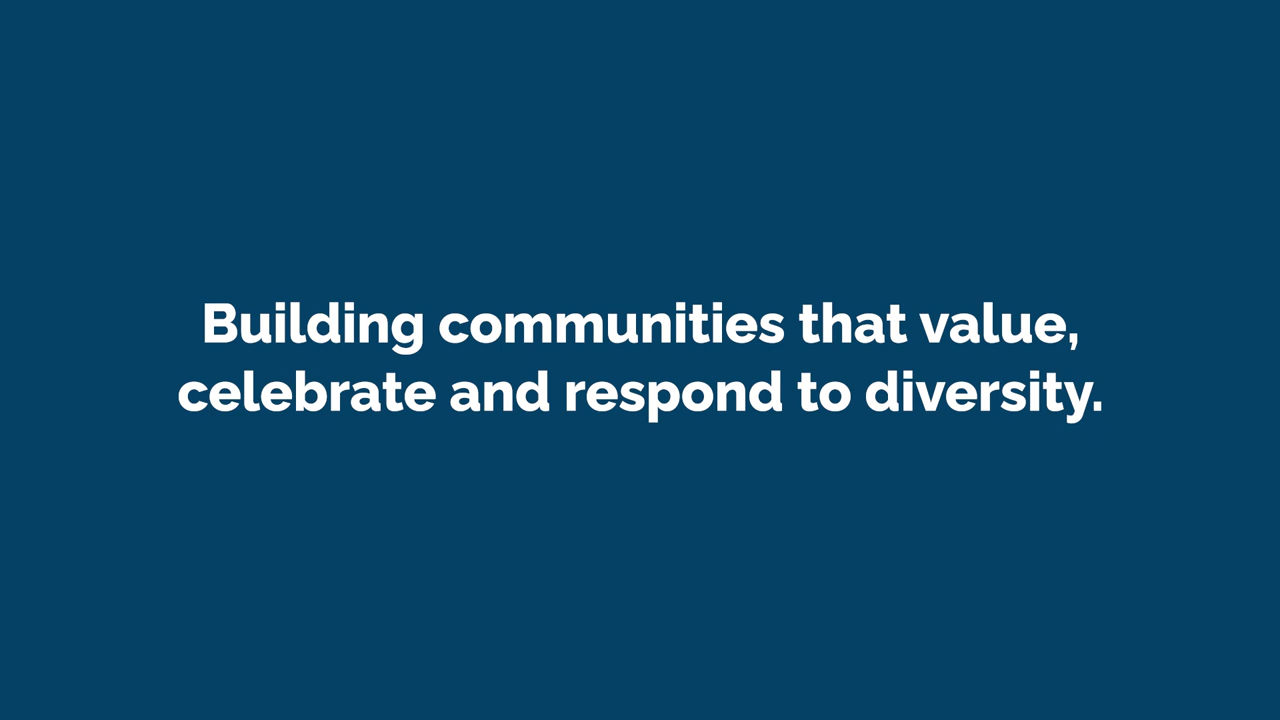 Building communities that value,
celebrate and respond to diversity.